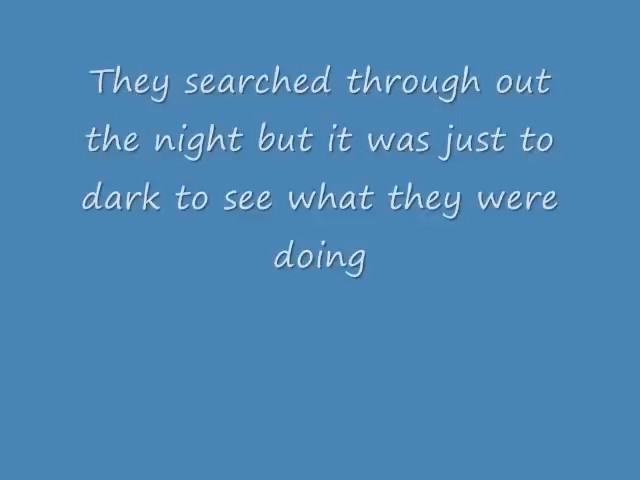 They searched through out
the night but it was just to
dark to see what they were
doing